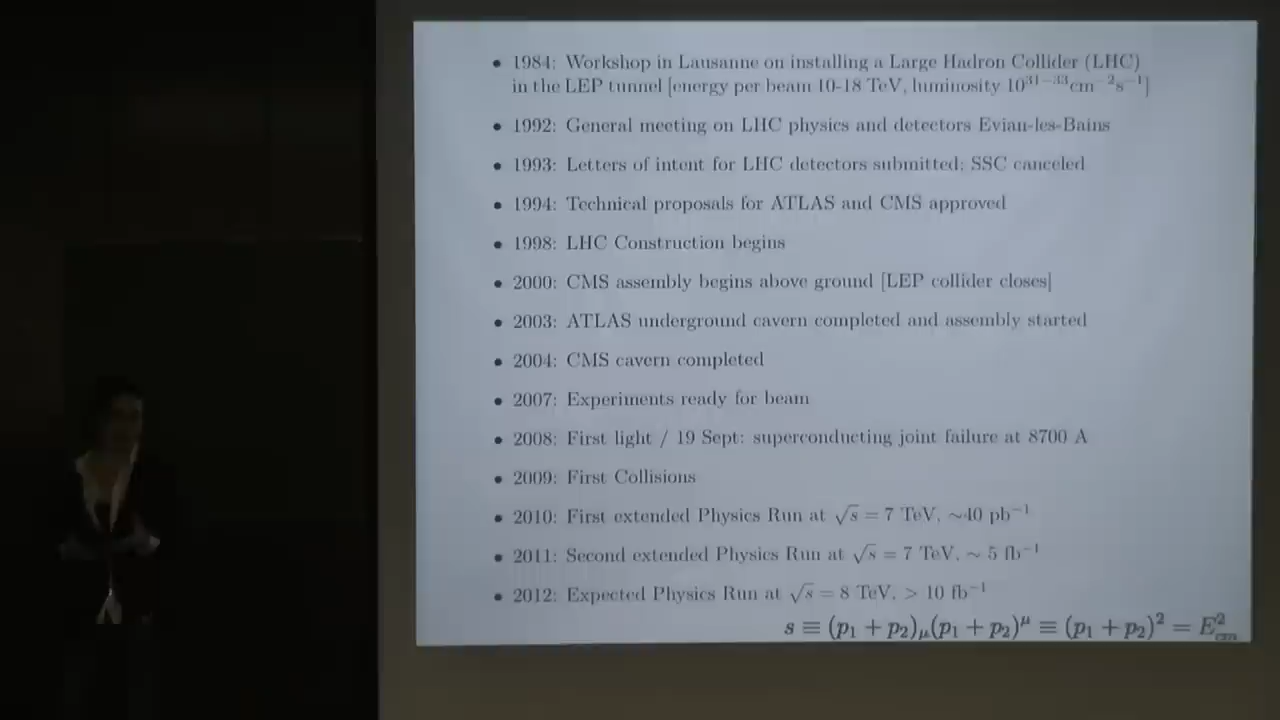 • 1984: Workshop in Lausanne on installing a Large Hadron Collider (LHC)
in the LEP tunnel [energy per beam 10-18 TeV, luminosity 10³¹⁻³³cm⁻²s⁻¹]
• 1992: General meeting on LHC physics and detectors Evian-les-Bains
• 1993: Letters of intent for LHC detectors submitted; SSC canceled
• 1994: Technical proposals for ATLAS and CMS approved
• 1998: LHC Construction begins
• 2000: CMS assembly begins above ground [LEP collider closes]
• 2003: ATLAS underground cavern completed and assembly started
• 2004: CMS cavern completed
• 2007: Experiments ready for beam
• 2008: First light / 19 Sept: superconducting joint failure at 8700 A
• 2009: First Collisions
• 2010: First extended Physics Run at √s = 7 TeV, ~40 pb⁻¹
• 2011: Second extended Physics Run at √s = 7 TeV, ~ 5 fb⁻¹
• 2012: Expected Physics Run at √s = 8 TeV, > 10 fb⁻¹
s ≡ (p₁ + p₂)_μ(p₁ + p₂)^μ ≡ (p₁ + p₂)² = E²_cm